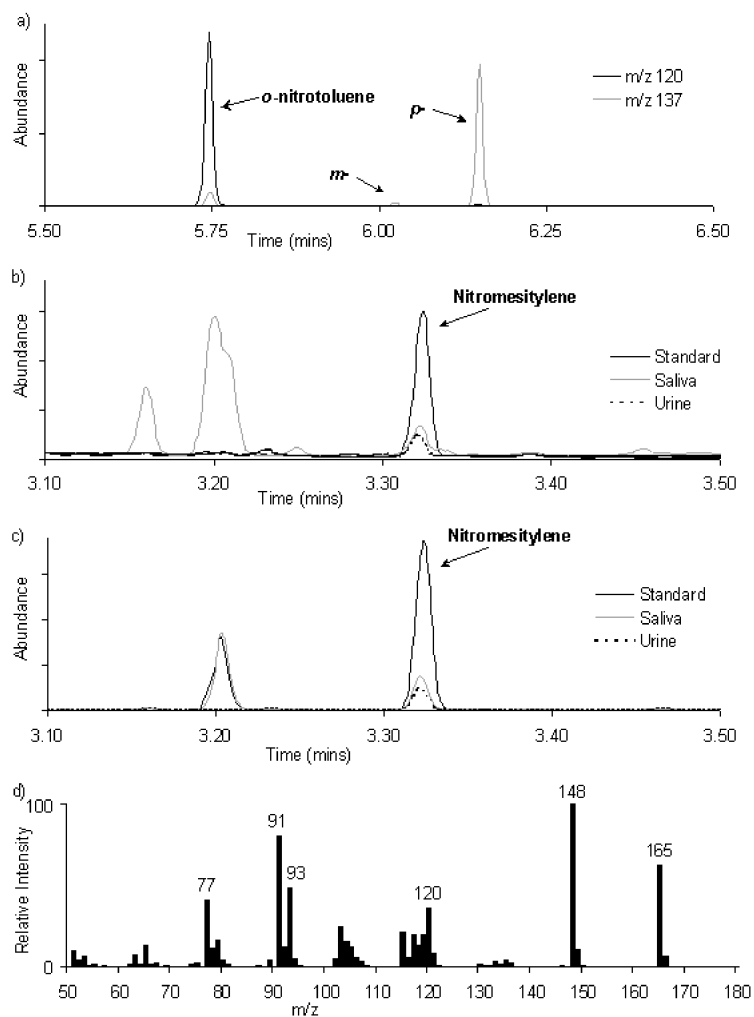 a)
Abundance
o-nitrotoluene
p-
m-
m/z 120
m/z 137
5.50 5.75 6.00 6.25 6.50
Time (mins)
b)
Abundance
Nitromesitylene
Standard
Saliva
Urine
3.10 3.20 3.30 3.40 3.50
Time (mins)
c)
Abundance
Nitromesitylene
Standard
Saliva
Urine
3.10 3.20 3.30 3.40 3.50
Time (mins)
d)
Relative Intensity
100
0
77
91
93
120
148
165
50 60 70 80 90 100 110 120 130 140 150 160 170 180
m/z